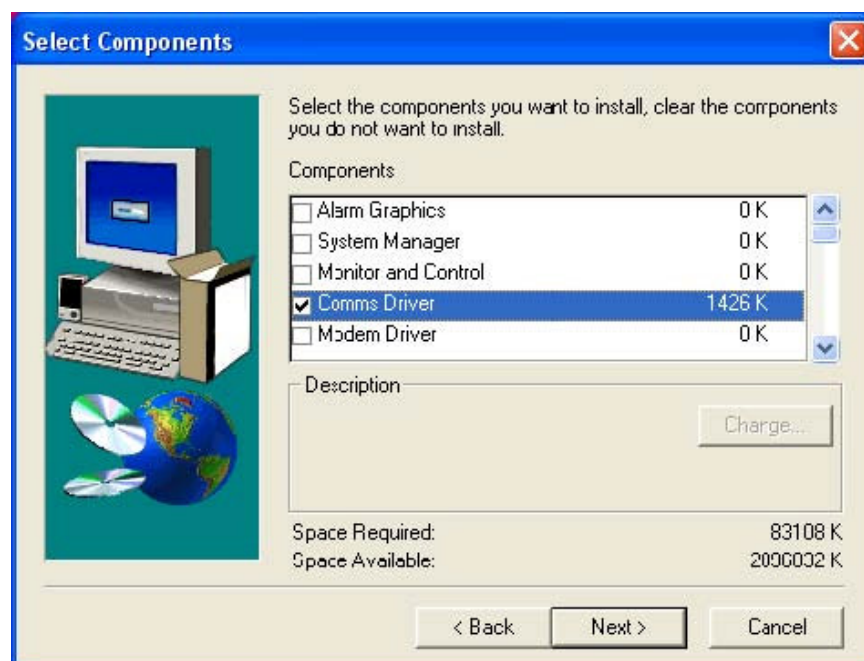 Select Components
Select the components you want to install, clear the components
you do not want to install.
Components
Alarm Graphics 0 K
System Manager 0 K
Monitor and Control 0 K
Comms Driver 1426 K
Modem Driver 0 K
Description
Change...
Space Required: 83108 K
Space Available: K
< Back Next > Cancel